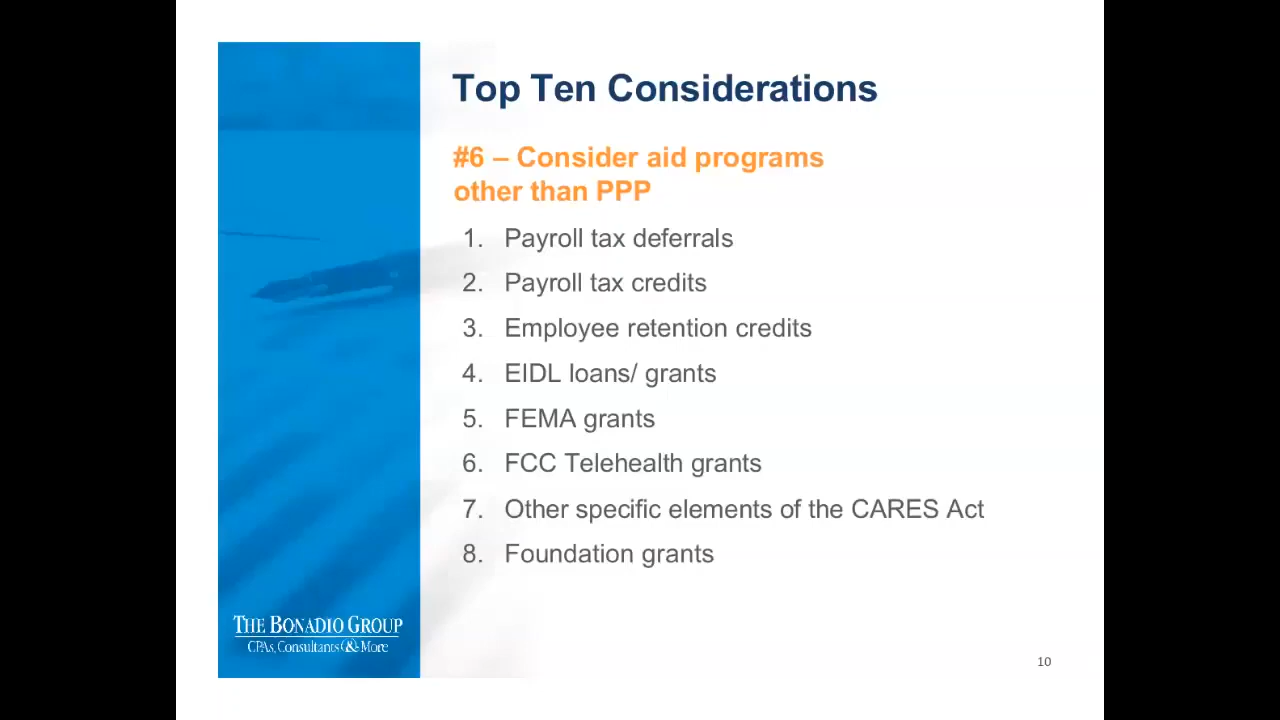 Top Ten Considerations
#6 – Consider aid programs
other than PPP
1. Payroll tax deferrals
2. Payroll tax credits
3. Employee retention credits
4. EIDL loans/ grants
5. FEMA grants
6. FCC Telehealth grants
7. Other specific elements of the CARES Act
8. Foundation grants
THE BONADIO GROUP
CPAs, Consultants & More
10